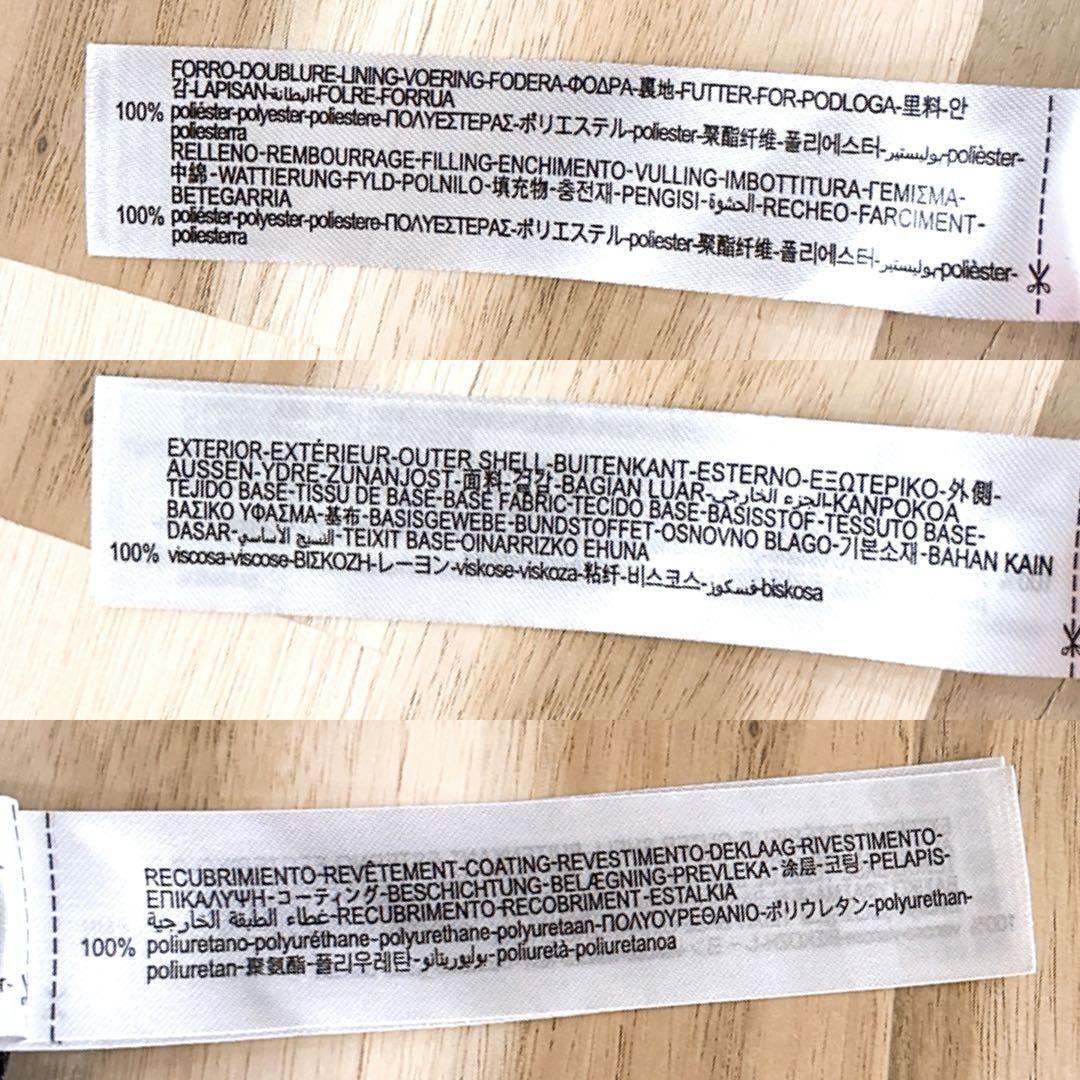 FORRO-DOUBLURE-LINING-VOERING-FODERA-ΦΟΔΡΑ-裏地-FUTTER-FOR-PODLOGA-里料-안
감-LAPISAN-البطانة-FOLRE-FORRUA
100% poliéster-polyester-poliestere-ΠΟΛΥΕΣΤΕΡΑΣ-ポリエステル-poliester-聚酯纤维-폴리에스터-بوليستير-polièster-
poliesterra
RELLENO-REMBOURRAGE-FILLING-ENCHIMENTO-VULLING-IMBOTTITURA-ΓΕΜΙΣΜΑ-
中綿-WATTIERUNG-FYLD-POLNILO-填充物-충전재-PENGISI-الحشوة-RECHEO-FARCIMENT-
BETEGARRIA
100% poliéster-polyester-poliestere-ΠΟΛΥΕΣΤΕΡΑΣ-ポリエステル-poliester-聚酯纤维-폴리에스터-بوليستير-polièster-
poliesterra
EXTERIOR-EXTÉRIEUR-OUTER SHELL-BUITENKANT-ESTERNO-ΕΞΩΤΕΡΙΚΟ-外側-
AUSSEN-YDRE-ZUNANJOST-面料-겉감-BAGIAN LUAR-الجزء الخارجي-KANPOKOA
TEJIDO BASE-TISSU DE BASE-BASE FABRIC-TECIDO BASE-BASISSTOF-TESSUTO BASE-
ΒΑΣΙΚΟ ΥΦΑΣΜΑ-基布-BASISGEWEBE-BUNDSTOFFET-OSNOVNO BLAGO-기본소재-BAHAN KAIN
DASAR-النسيج الأساسي-TEIXIT BASE-OINARRIZKO EHUNA
100% viscosa-viscose-ΒΙΣΚΟΖΗ-レーヨン-viskose-viskoza-粘纤-비스코스-فسكوز-biskosa
RECUBRIMIENTO-REVÊTEMENT-COATING-REVESTIMENTO-DEKLAAG-RIVESTIMENTO-
ΕΠΙΚΑΛΥΨΗ-コーティング-BESCHICHTUNG-BELÆGNING-PREVLEKA-涂层-코팅-PELAPIS-
غطاء الطبقة الخارجية-RECUBRIMENTO-RECOBRIMENT-ESTALKIA
100% poliuretano-polyuréthane-polyurethane-polyuretaan-ΠΟΛΥΟΥΡΕΘΑΝΙΟ-ポリウレタン-polyurethan-
poliuretan-聚氨酯-폴리우레탄-بوليوريتانو-poliuretà-poliuretanoa